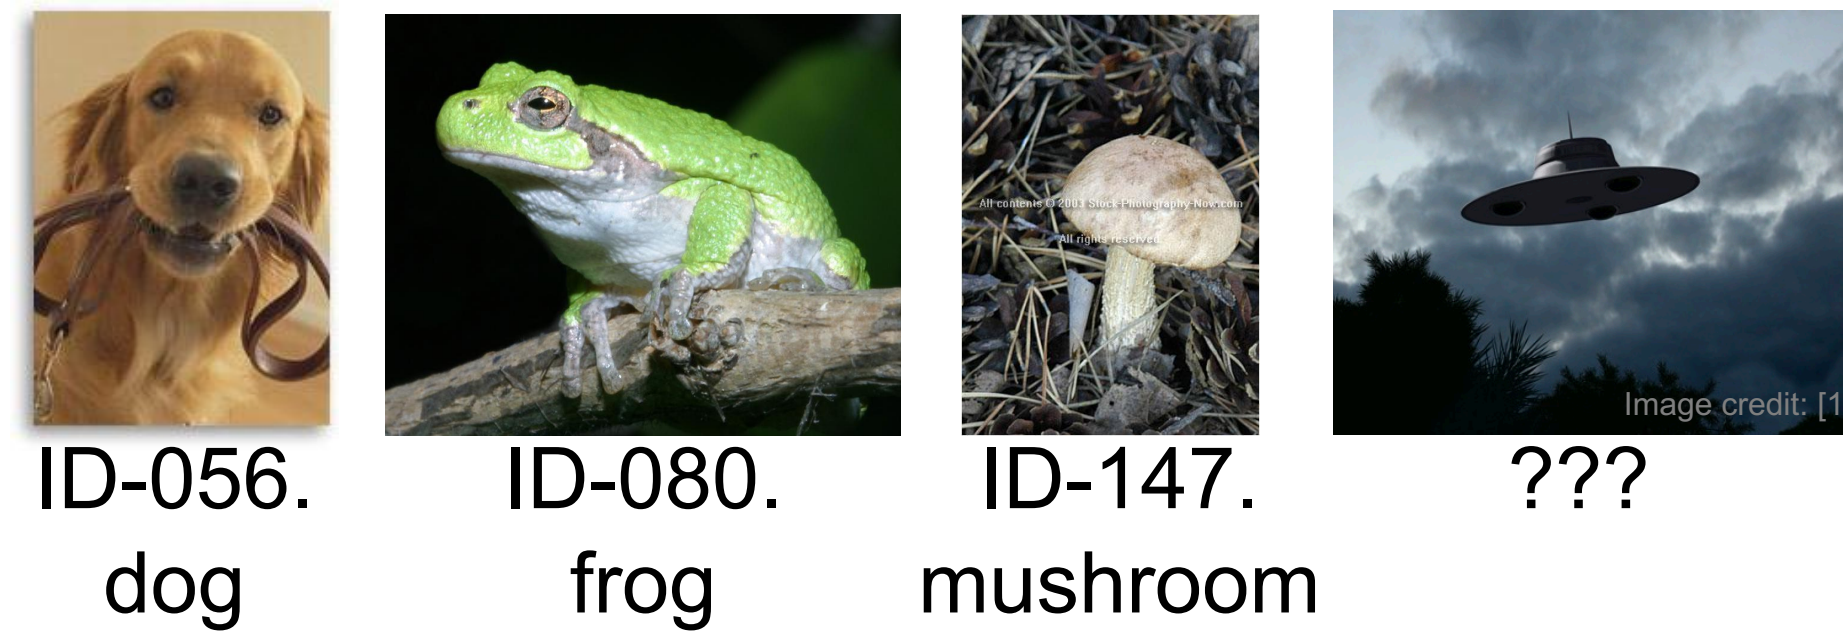 All contents © 2003 Stock-Photography-Now.com
All rights reserved.
Image credit: [1
ID-056. ID-080. ID-147. ???
dog frog mushroom